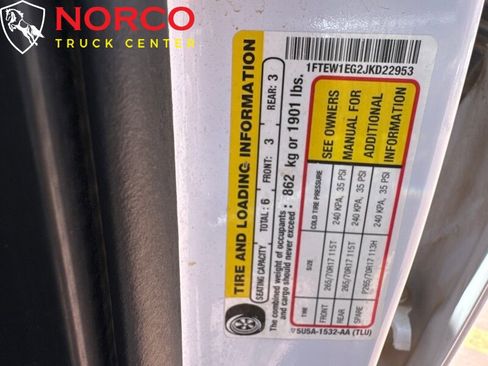 NORCO
TRUCK CENTER
1FTEW1EG2JKD22953
TIRE AND LOADING INFORMATION
SEATING CAPACITY TOTAL: 6 FRONT: 3 REAR: 3
The combined weight of occupants and cargo should never exceed: 862 kg or 1901 lbs.
TIRE SIZE COLD TIRE PRESSURE
FRONT 265/70R17 115T 240 KPA, 35 PSI
REAR 265/70R17 115T 240 KPA, 35 PSI
SPARE 265/70R17 113H 240 KPA, 35 PSI
SEE OWNERS
MANUAL FOR
ADDITIONAL
INFORMATION
5U5A-1532-AA (TLU)